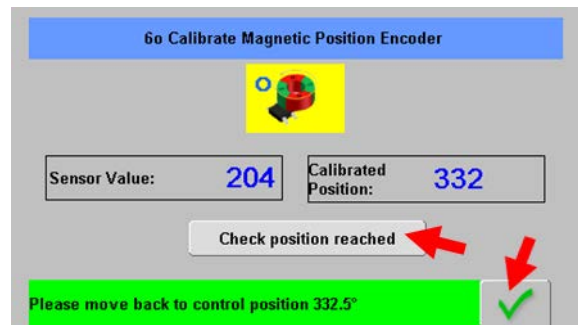 6o Calibrate Magnetic Position Encoder
Sensor Value: 204
Calibrated Position: 332
Check position reached
Please move back to control position 332.5°